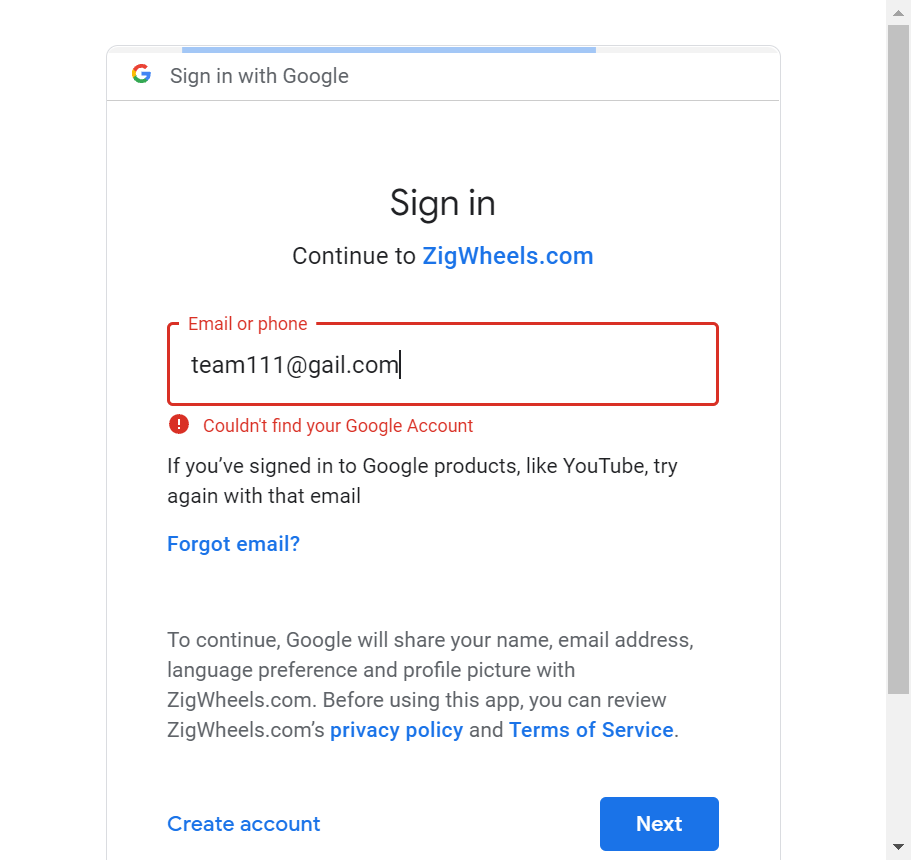 Sign in with Google
Sign in
Continue to ZigWheels.com
Email or phone
team111@gail.com
Couldn't find your Google Account
If you’ve signed in to Google products, like YouTube, try
again with that email
Forgot email?
To continue, Google will share your name, email address,
language preference and profile picture with
ZigWheels.com. Before using this app, you can review
ZigWheels.com’s privacy policy and Terms of Service.
Create account
Next